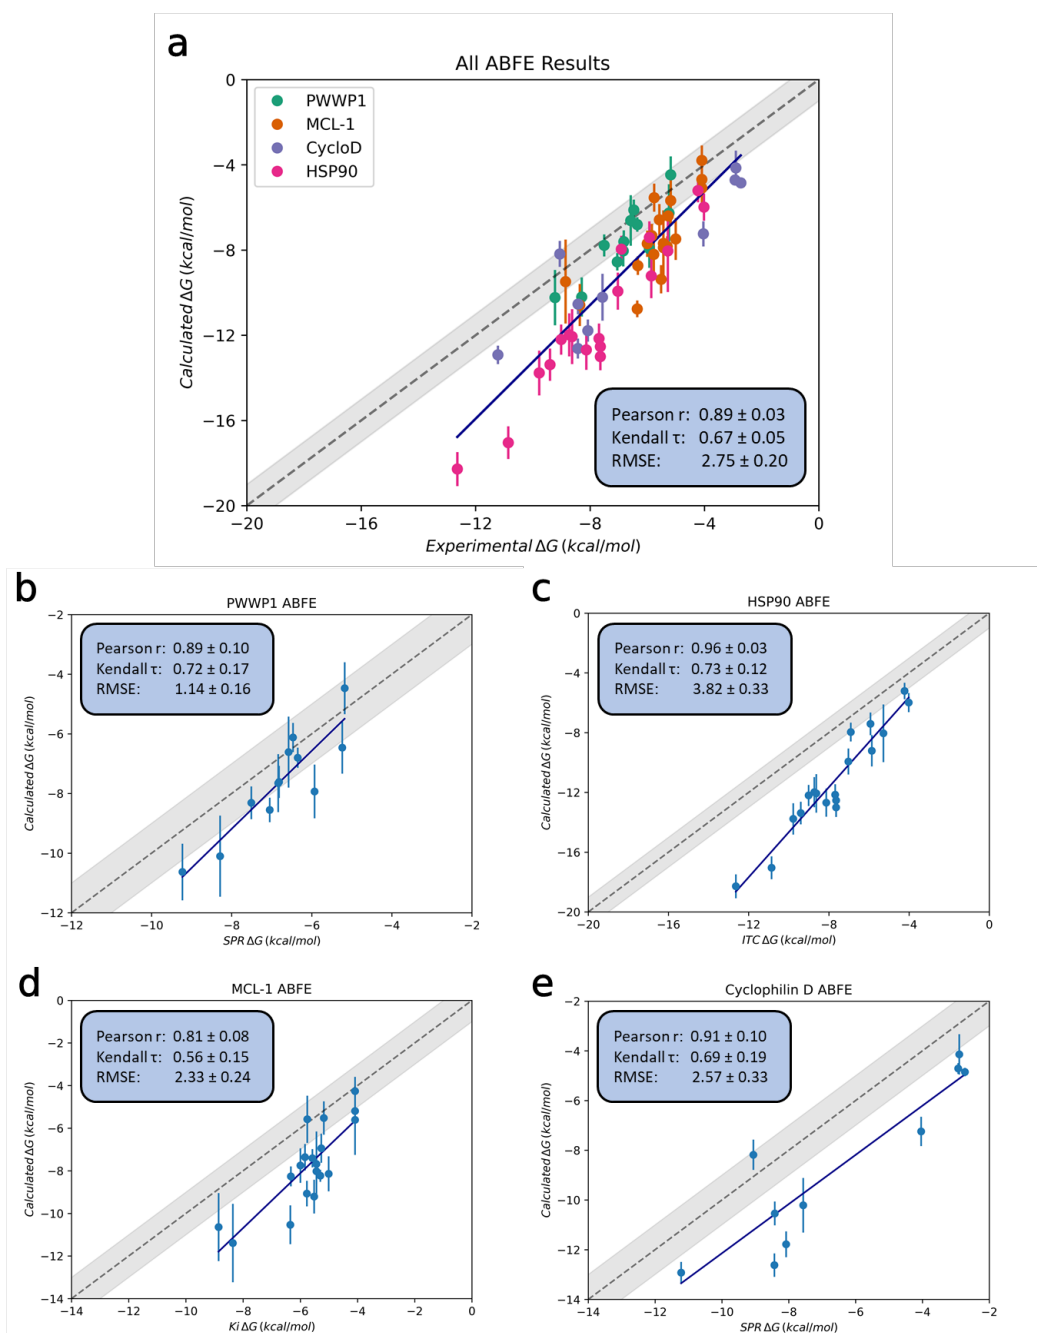 a
All ABFE Results
0
−4
−8
−12
−16
−20
Calculated ΔG (kcal/mol)
PWWP1
MCL-1
CycloD
HSP90
Pearson r: 0.89 ± 0.03
Kendall τ: 0.67 ± 0.05
RMSE: 2.75 ± 0.20
−20 −16 −12 −8 −4 0
Experimental ΔG (kcal/mol)
b
PWWP1 ABFE
−2
−4
−6
−8
−10
−12
Calculated ΔG (kcal/mol)
Pearson r: 0.89 ± 0.10
Kendall τ: 0.72 ± 0.17
RMSE: 1.14 ± 0.16
−12 −10 −8 −6 −4 −2
SPR ΔG (kcal/mol)
c
HSP90 ABFE
0
−4
−8
−12
−16
−20
Calculated ΔG (kcal/mol)
Pearson r: 0.96 ± 0.03
Kendall τ: 0.73 ± 0.12
RMSE: 3.82 ± 0.33
−20 −16 −12 −8 −4 0
ITC ΔG (kcal/mol)
d
MCL-1 ABFE
0
−2
−4
−6
−8
−10
−12
−14
Calculated ΔG (kcal/mol)
Pearson r: 0.81 ± 0.08
Kendall τ: 0.56 ± 0.15
RMSE: 2.33 ± 0.24
−14 −12 −10 −8 −6 −4 −2 0
Ki ΔG (kcal/mol)
e
Cyclophilin D ABFE
−2
−4
−6
−8
−10
−12
−14
Calculated ΔG (kcal/mol)
Pearson r: 0.91 ± 0.10
Kendall τ: 0.69 ± 0.19
RMSE: 2.57 ± 0.33
−14 −12 −10 −8 −6 −4 −2
SPR ΔG (kcal/mol)